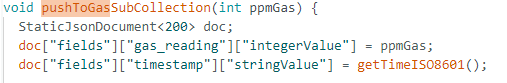 void pushToGasSubCollection(int ppmGas) {
StaticJsonDocument<200> doc;
doc["fields"]["gas_reading"]["integerValue"] = ppmGas;
doc["fields"]["timestamp"]["stringValue"] = getTimeISO8601();